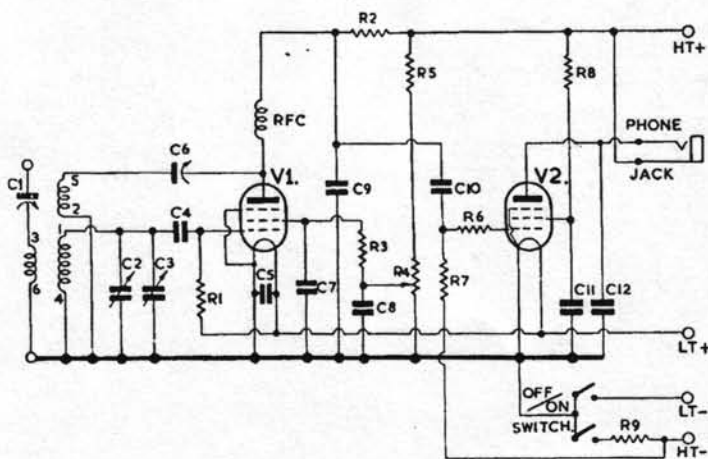 R2
HT+
R5
R8
RFC
PHONE
C6
V1.
V2.
JACK
C1
5
C9
C10
2
C4
1
R6
3
R3
C2
C3
C5
R4
R7
6
4
R1
C7
C8
C11
C12
LT+
OFF
ON
LT-
SWITCH.
R9
HT-